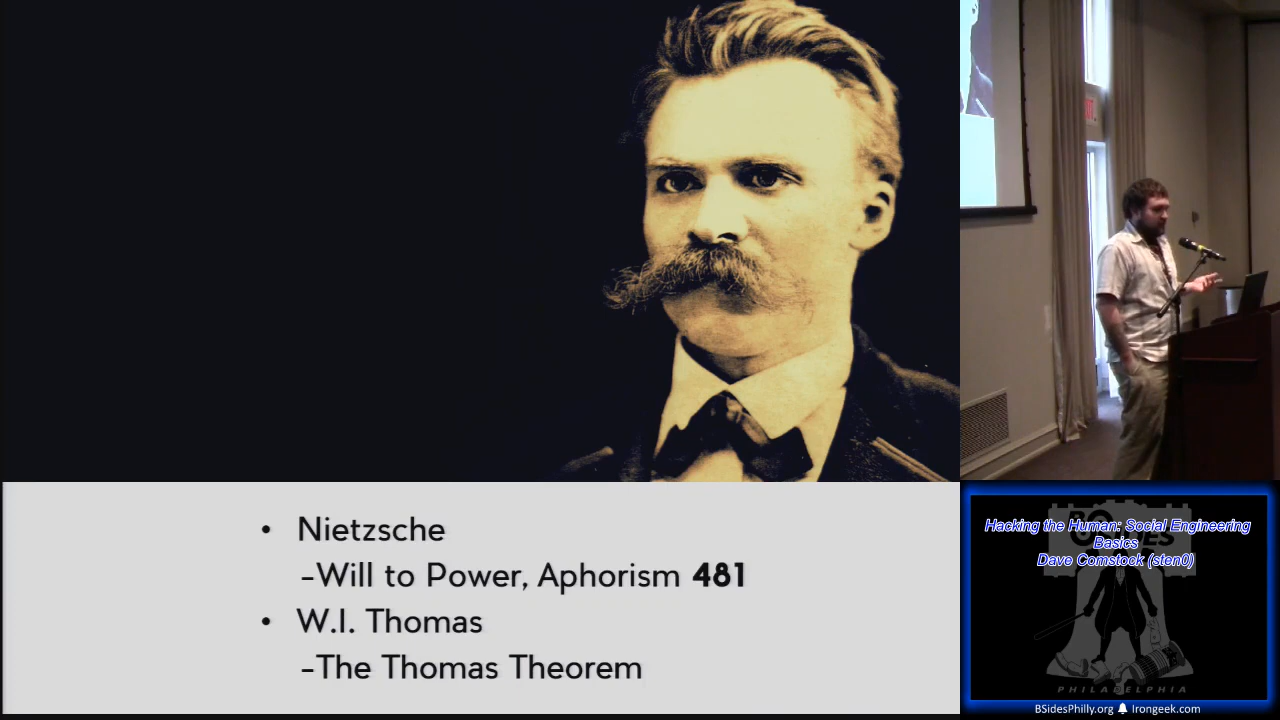 • Nietzsche
–Will to Power, Aphorism 481
• W.I. Thomas
–The Thomas Theorem
Hacking the Human: Social Engineering
Basics
Dave Comstock (sten0)
PHILADELPHIA
BSidesPhilly.org Irongeek.com